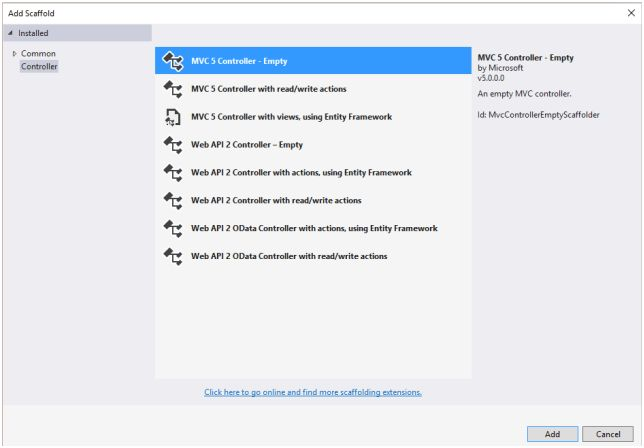 Add Scaffold
Installed
Common
Controller
MVC 5 Controller - Empty
MVC 5 Controller with read/write actions
MVC 5 Controller with views, using Entity Framework
Web API 2 Controller – Empty
Web API 2 Controller with actions, using Entity Framework
Web API 2 Controller with read/write actions
Web API 2 OData Controller with actions, using Entity Framework
Web API 2 OData Controller with read/write actions
Click here to go online and find more scaffolding extensions.
MVC 5 Controller - Empty
by Microsoft
v5.0.0.0
An empty MVC controller.
Id: MvcControllerEmptyScaffolder
Add
Cancel